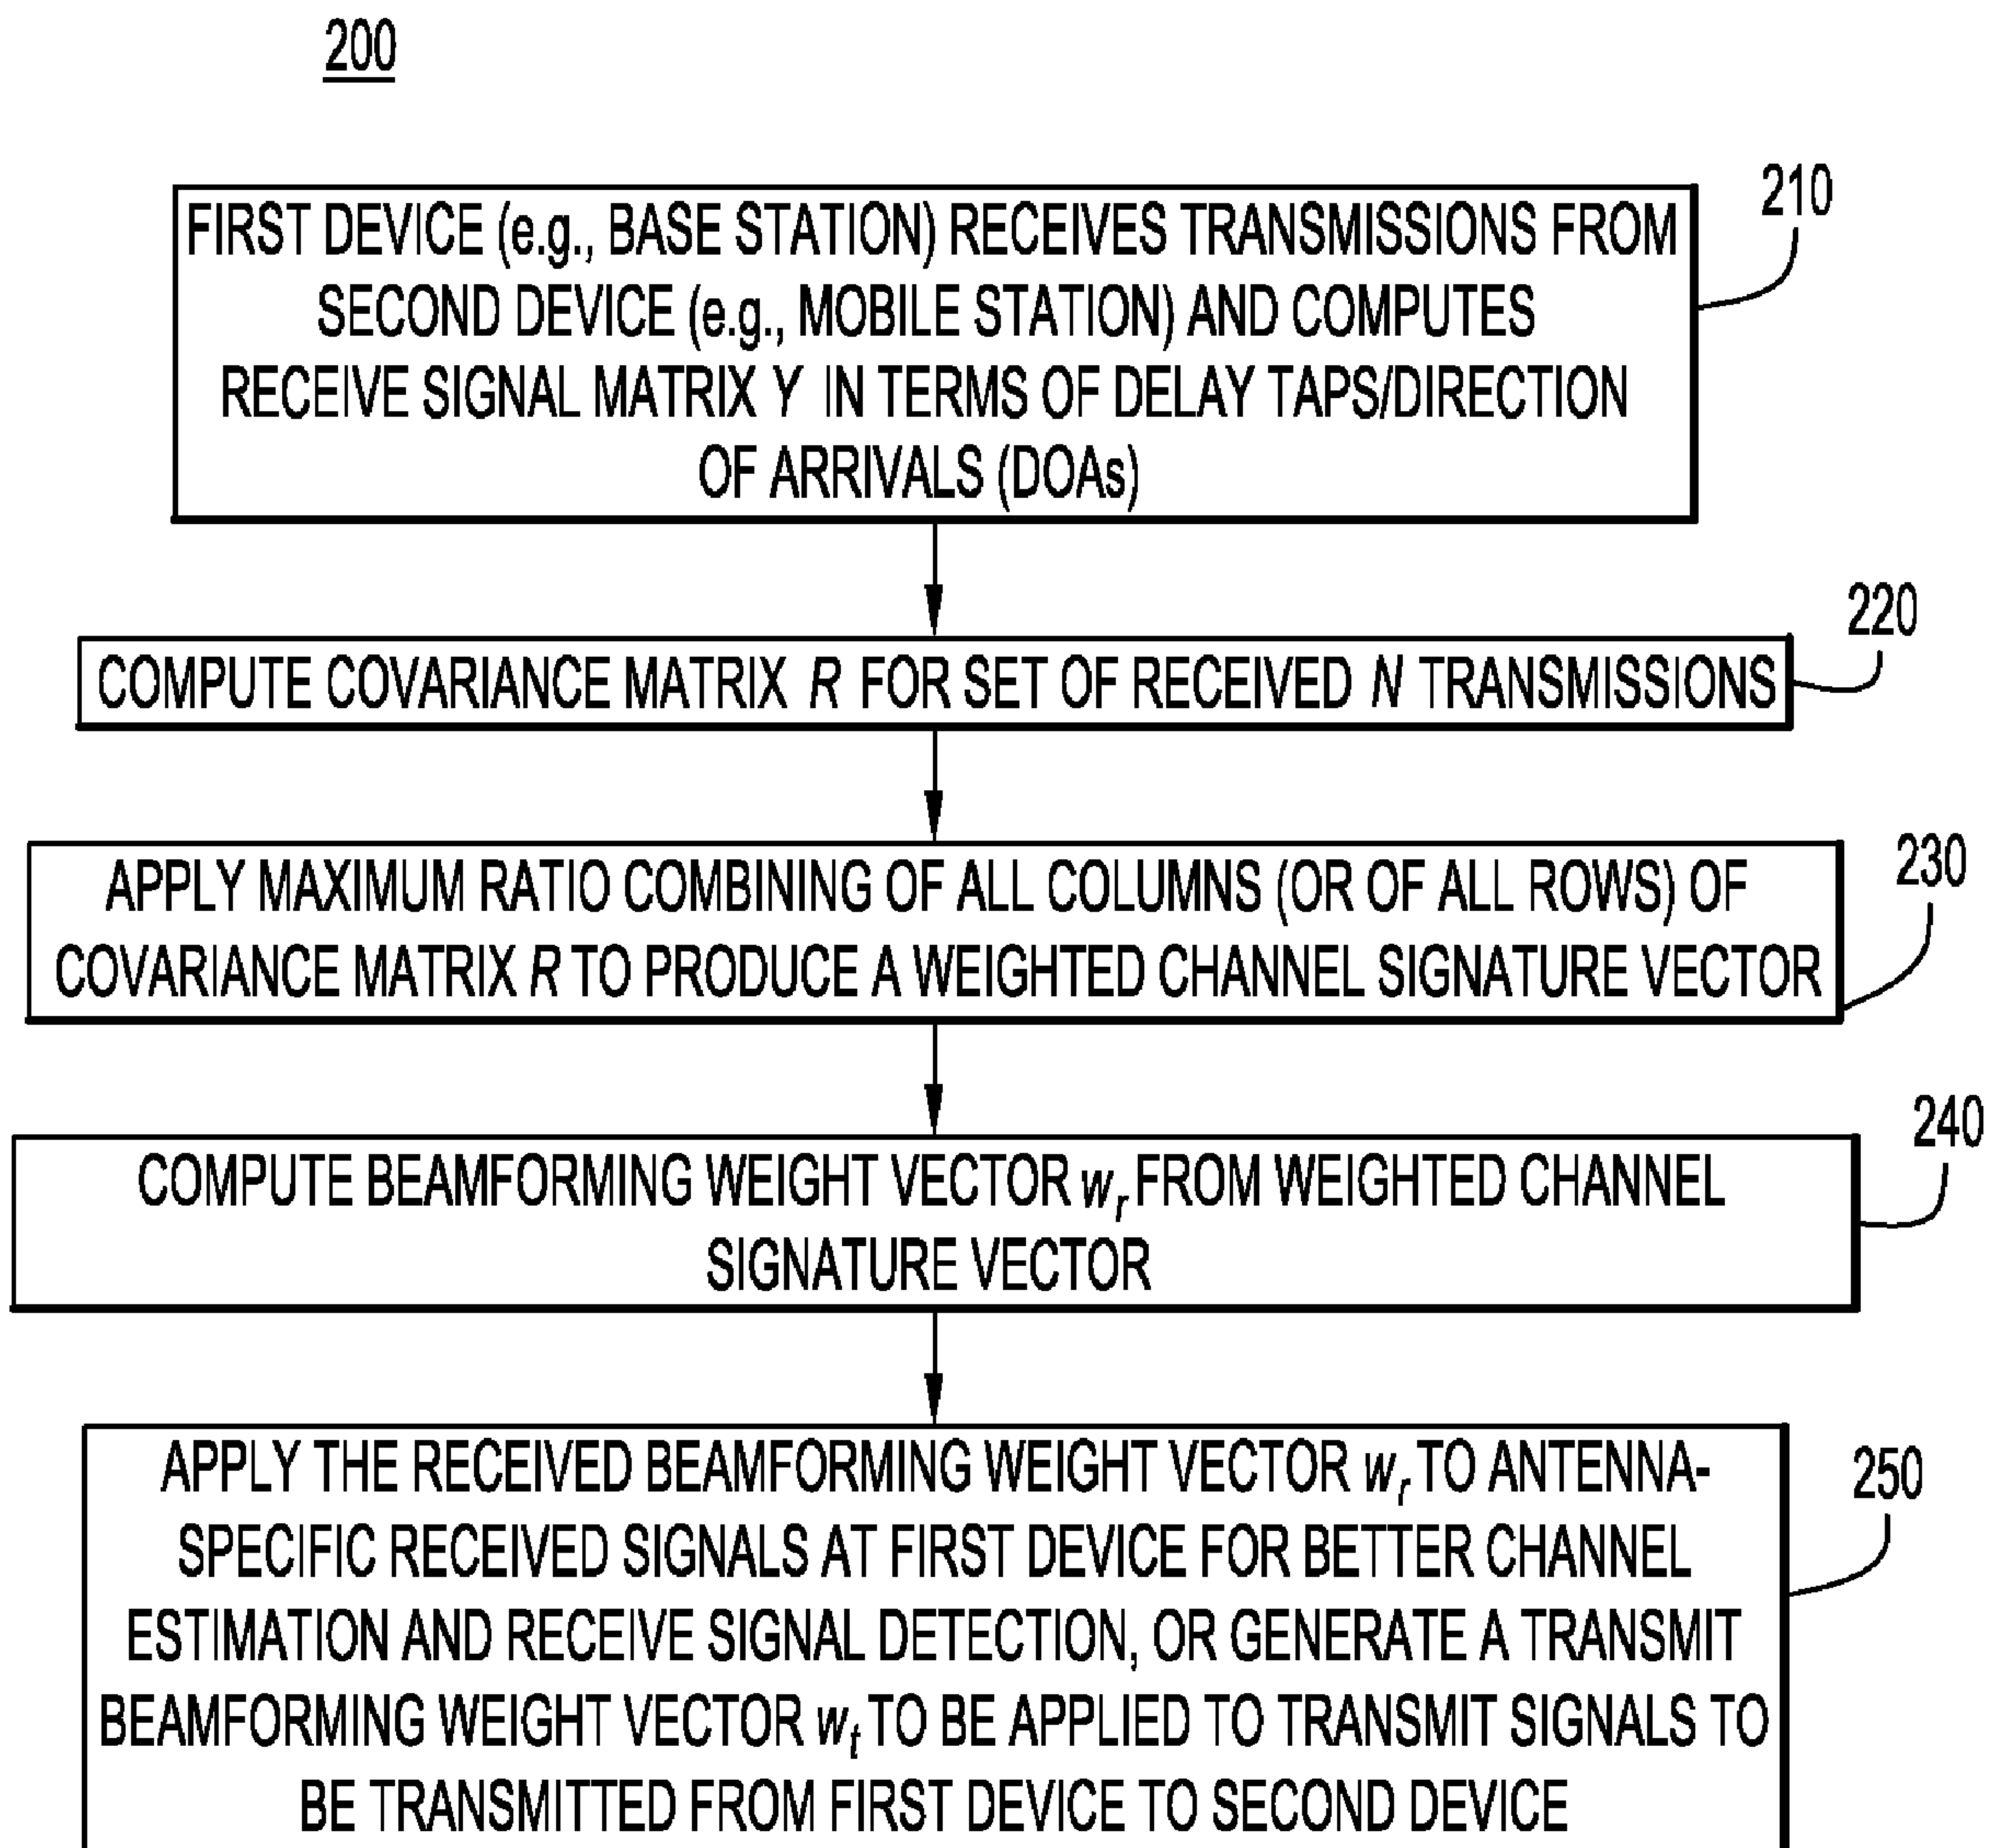 200
210
FIRST DEVICE (e.g., BASE STATION) RECEIVES TRANSMISSIONS FROM
SECOND DEVICE (e.g., MOBILE STATION) AND COMPUTES
RECEIVE SIGNAL MATRIX Y IN TERMS OF DELAY TAPS/DIRECTION
OF ARRIVALS (DOAs)
220
COMPUTE COVARIANCE MATRIX R FOR SET OF RECEIVED N TRANSMISSIONS
230
APPLY MAXIMUM RATIO COMBINING OF ALL COLUMNS (OR OF ALL ROWS) OF
COVARIANCE MATRIX R TO PRODUCE A WEIGHTED CHANNEL SIGNATURE VECTOR
240
COMPUTE BEAMFORMING WEIGHT VECTOR wr FROM WEIGHTED CHANNEL
SIGNATURE VECTOR
250
APPLY THE RECEIVED BEAMFORMING WEIGHT VECTOR wr TO ANTENNA-
SPECIFIC RECEIVED SIGNALS AT FIRST DEVICE FOR BETTER CHANNEL
ESTIMATION AND RECEIVE SIGNAL DETECTION, OR GENERATE A TRANSMIT
BEAMFORMING WEIGHT VECTOR wt TO BE APPLIED TO TRANSMIT SIGNALS TO
BE TRANSMITTED FROM FIRST DEVICE TO SECOND DEVICE